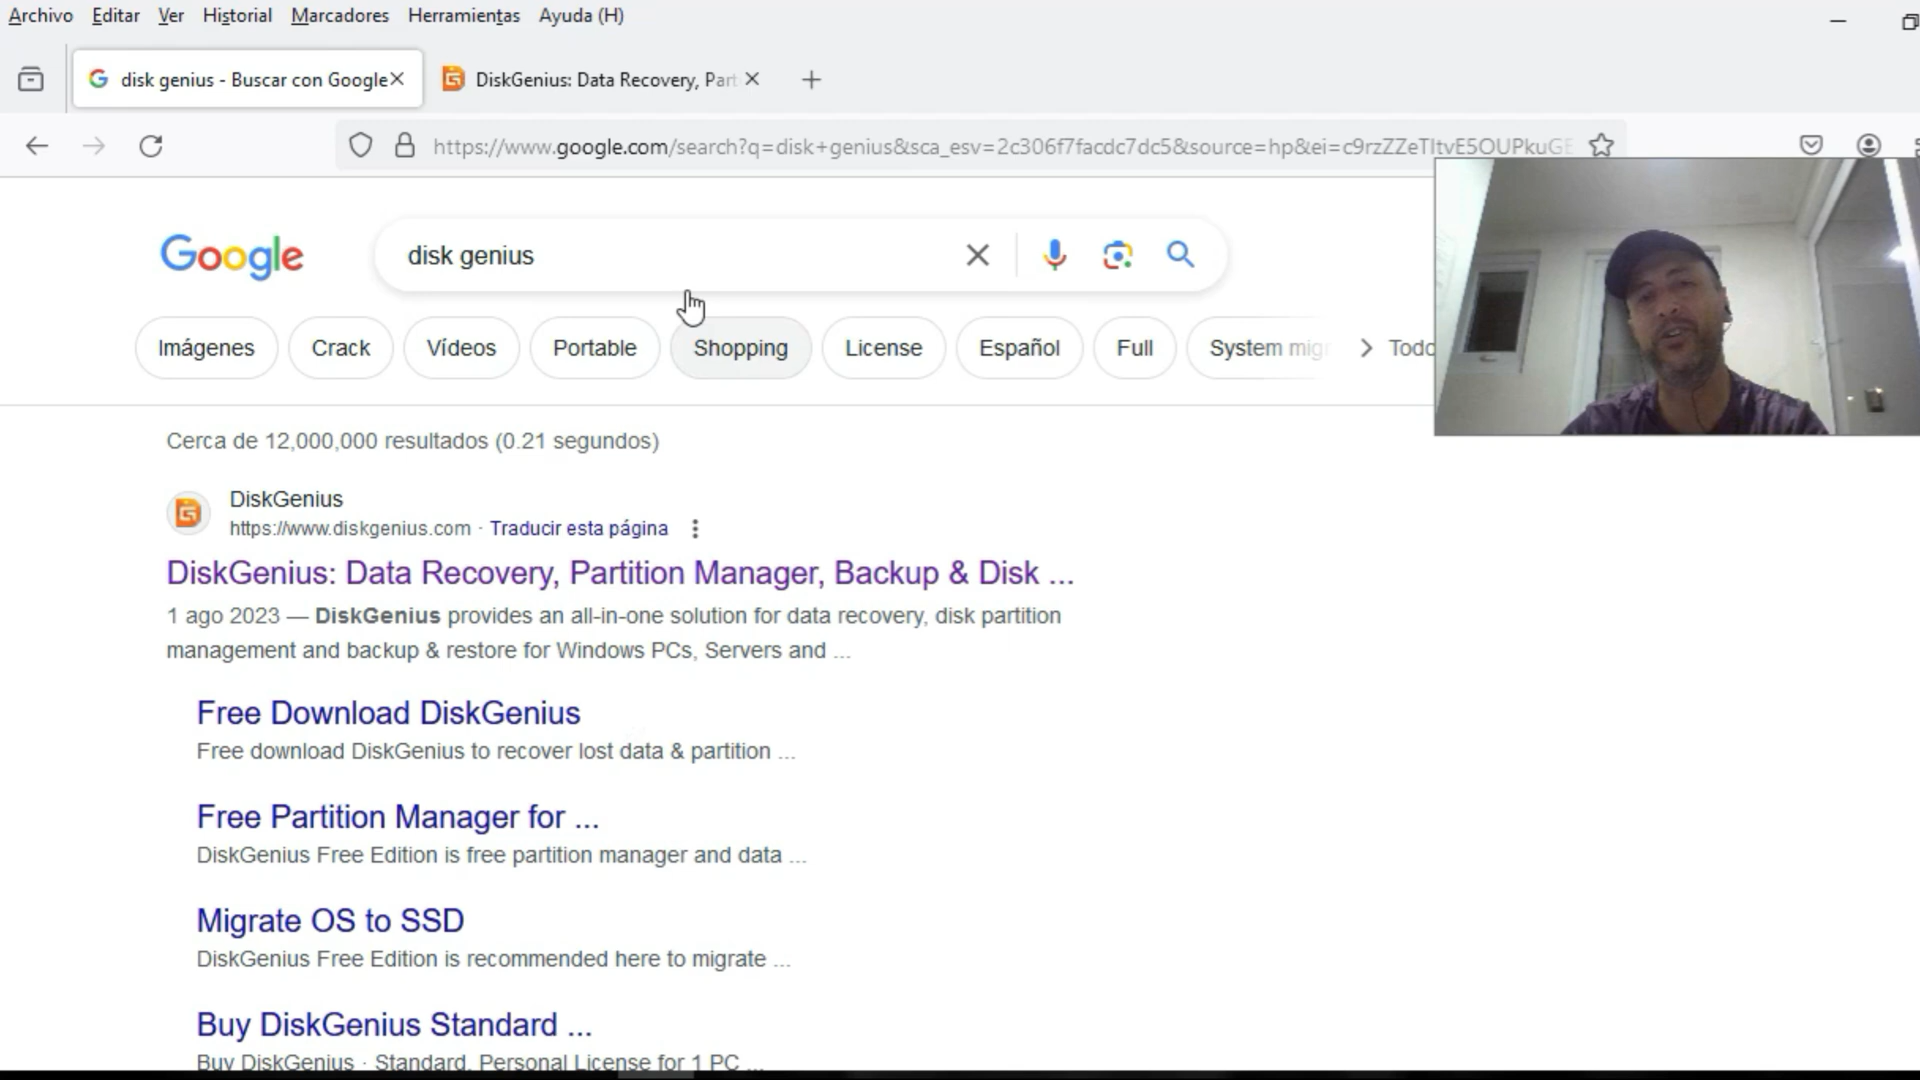 Archivo Editar Ver Historial Marcadores Herramientas Ayuda (H)
disk genius - Buscar con Google
DiskGenius: Data Recovery, Part
https://www.google.com/search?q=disk+genius&sca_esv=2c306f7facdc7dc5&source=hp&ei=c9rzZZeTItvE5OUPkuGE
Google
disk genius
Imágenes Crack Vídeos Portable Shopping License Español Full System migr Todo
Cerca de 12,000,000 resultados (0.21 segundos)
DiskGenius
https://www.diskgenius.com · Traducir esta página
DiskGenius: Data Recovery, Partition Manager, Backup & Disk ...
1 ago 2023 — DiskGenius provides an all-in-one solution for data recovery, disk partition
management and backup & restore for Windows PCs, Servers and ...
Free Download DiskGenius
Free download DiskGenius to recover lost data & partition ...
Free Partition Manager for ...
DiskGenius Free Edition is free partition manager and data ...
Migrate OS to SSD
DiskGenius Free Edition is recommended here to migrate ...
Buy DiskGenius Standard ...
Buy DiskGenius · Standard. Personal License for 1 PC ...